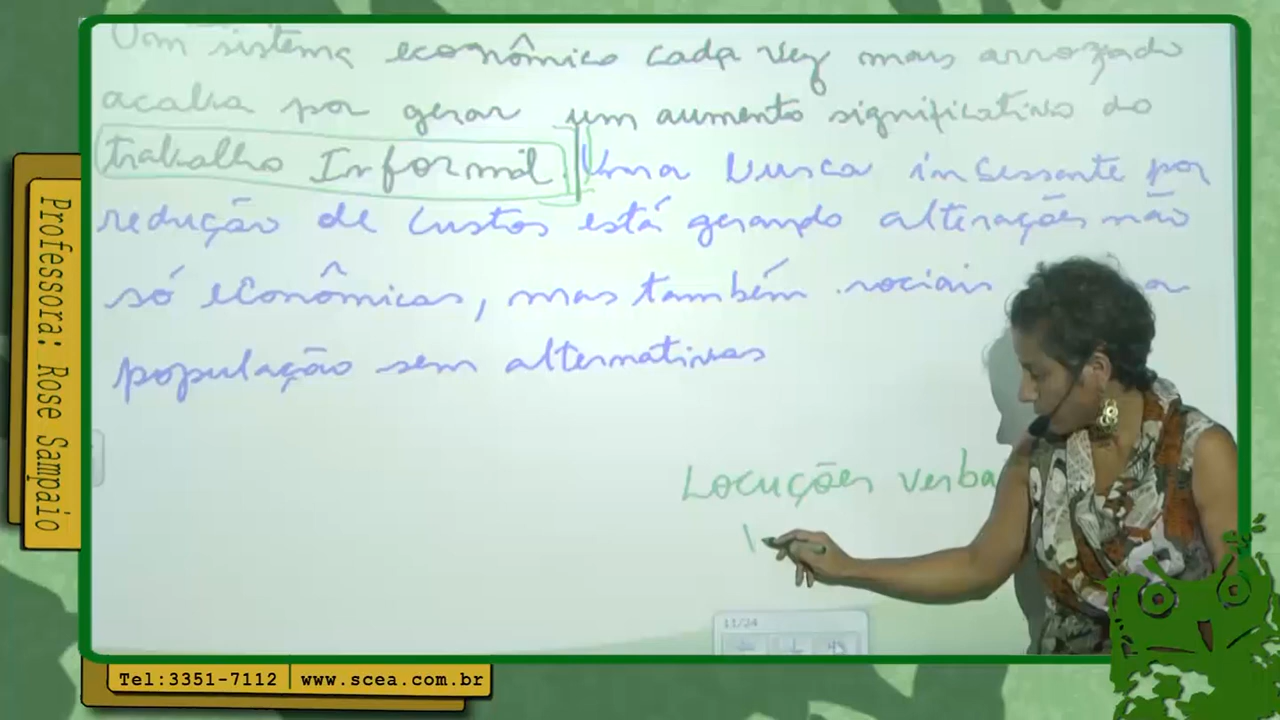 Um sistema econômico cada vez mais arrozado
acaba por gerar um aumento significativo do
trabalho Informal. Uma busca incessante por
redução de custos está gerando alterações não
só econômicas, mas também sociais
população sem alternativas
Locuções verba
Professora: Rose Sampaio
11/24
Tel:3351-7112 www.scea.com.br